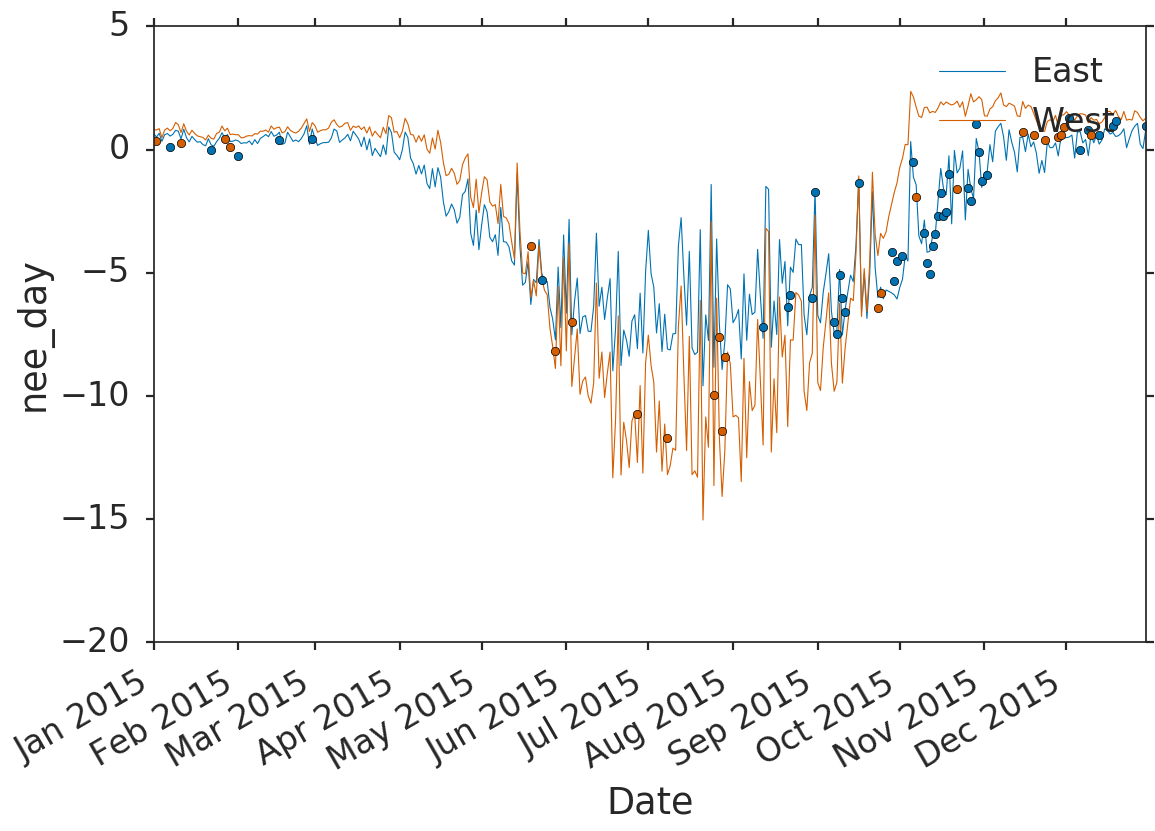 5
0
−5
−10
−15
−20
nee_day
East
West
Jan 2015
Feb 2015
Mar 2015
Apr 2015
May 2015
Jun 2015
Jul 2015
Aug 2015
Sep 2015
Oct 2015
Nov 2015
Dec 2015
Date